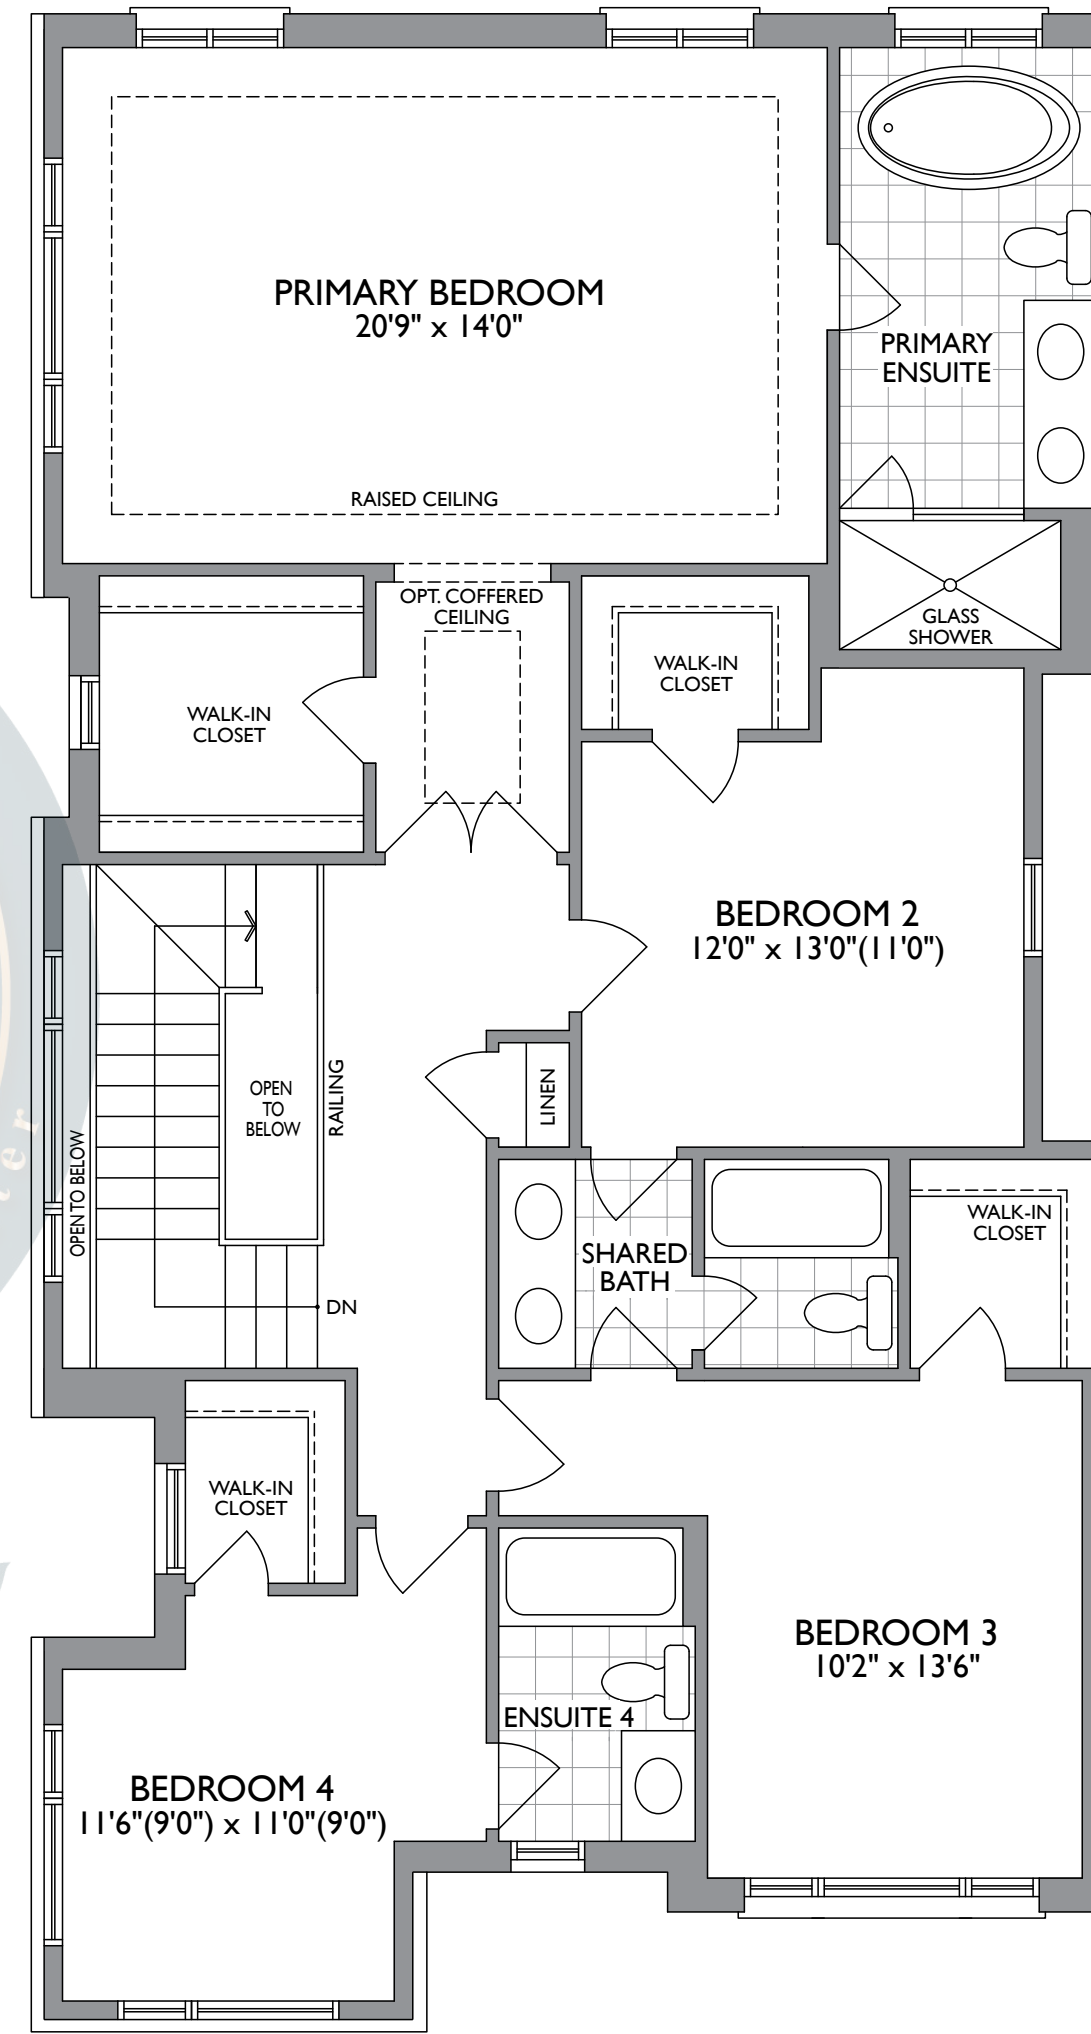 PRIMARY BEDROOM
20'9" x 14'0"
PRIMARY
ENSUITE
RAISED CEILING
OPT. COFFERED
CEILING
GLASS
SHOWER
WALK-IN
CLOSET
WALK-IN
CLOSET
BEDROOM 2
12'0" x 13'0"(11'0")
OPEN
TO
BELOW
RAILING
LINEN
OPEN TO BELOW
WALK-IN
CLOSET
SHARED
BATH
DN
WALK-IN
CLOSET
BEDROOM 3
10'2" x 13'6"
ENSUITE 4
BEDROOM 4
11'6"(9'0") x 11'0"(9'0")